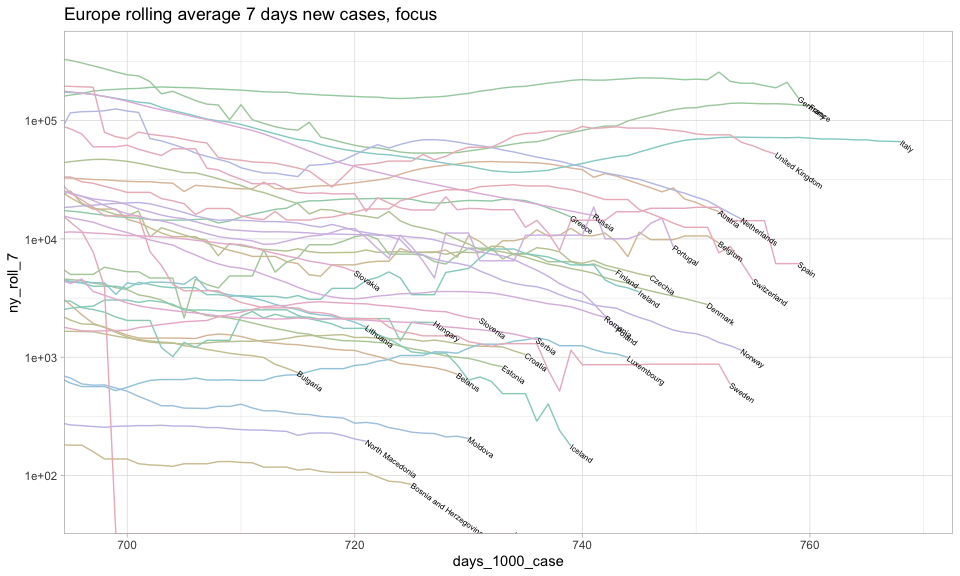 Europe rolling average 7 days new cases, focus
ny_roll_7
1e+05
1e+04
1e+03
1e+02
Germany
France
Italy
United Kingdom
Austria
Netherlands
Greece
Russia
Portugal
Belgium
Spain
Switzerland
Slovakia
Finland
Ireland
Czechia
Denmark
Lithuania
Hungary
Slovenia
Romania
Poland
Serbia
Croatia
Norway
Bulgaria
Belarus
Estonia
Luxembourg
Sweden
North Macedonia
Moldova
Iceland
Bosnia and Herzegovina
700
720
740
760
days_1000_case